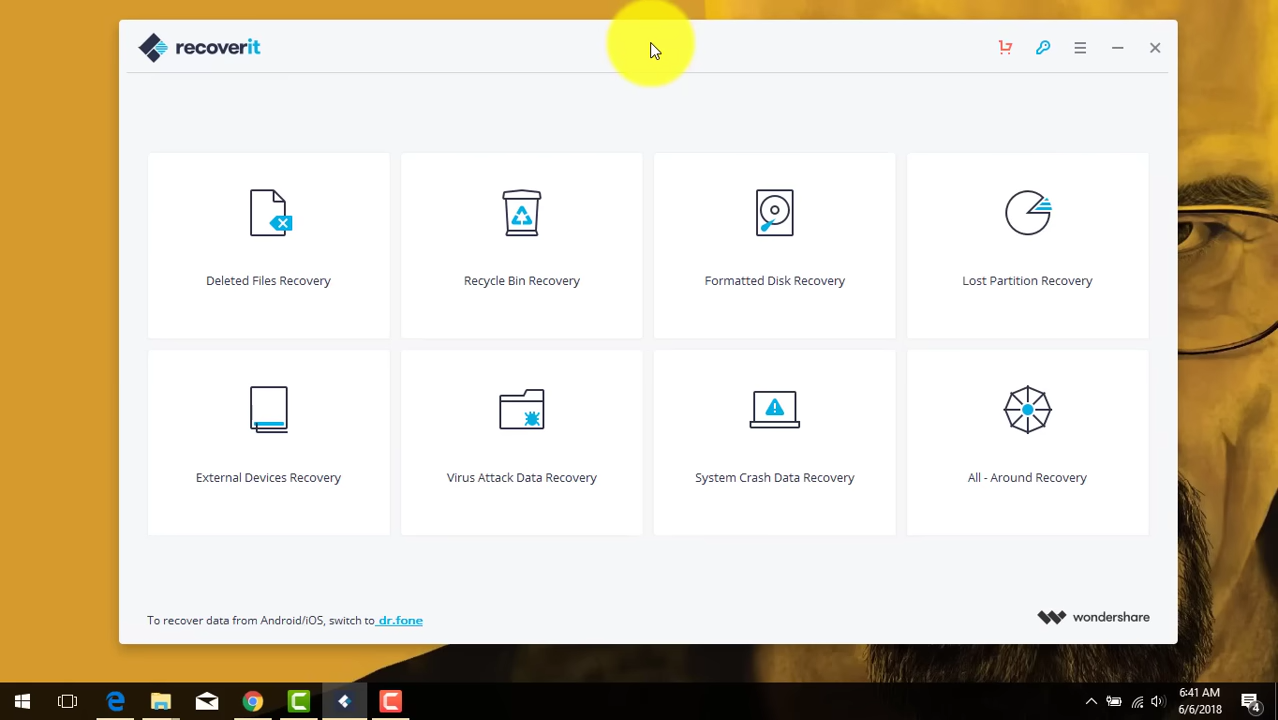 recoverit
Deleted Files Recovery
Recycle Bin Recovery
Formatted Disk Recovery
Lost Partition Recovery
External Devices Recovery
Virus Attack Data Recovery
System Crash Data Recovery
All - Around Recovery
To recover data from Android/iOS, switch to dr.fone
wondershare
6:41 AM
6/6/2018
4